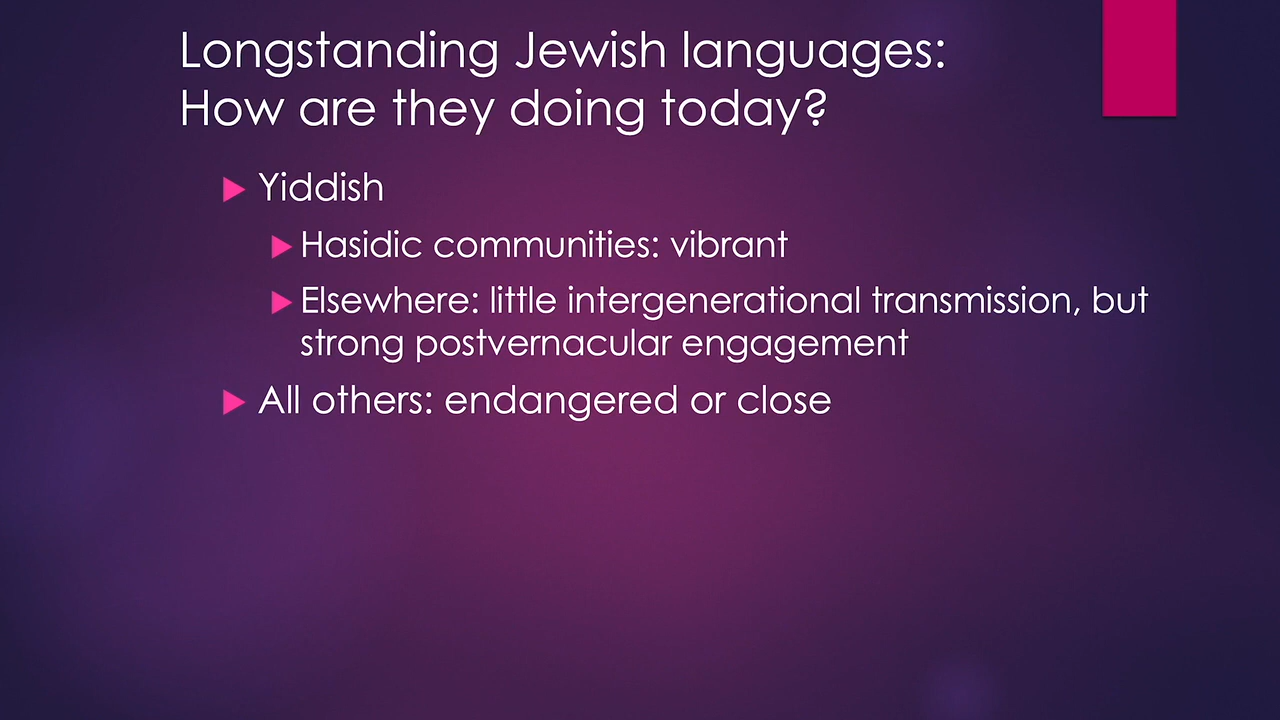 Longstanding Jewish languages:
How are they doing today?
Yiddish
Hasidic communities: vibrant
Elsewhere: little intergenerational transmission, but
strong postvernacular engagement
All others: endangered or close